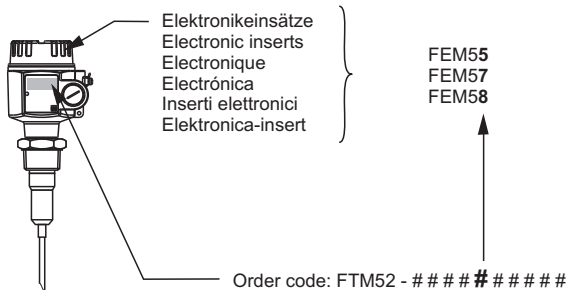 Elektronikeinsätze
Electronic inserts
Electronique
Electrónica
Inserti elettronici
Elektronica-insert
FEM55
FEM57
FEM58
Order code: FTM52 - # # # # # # # # # #